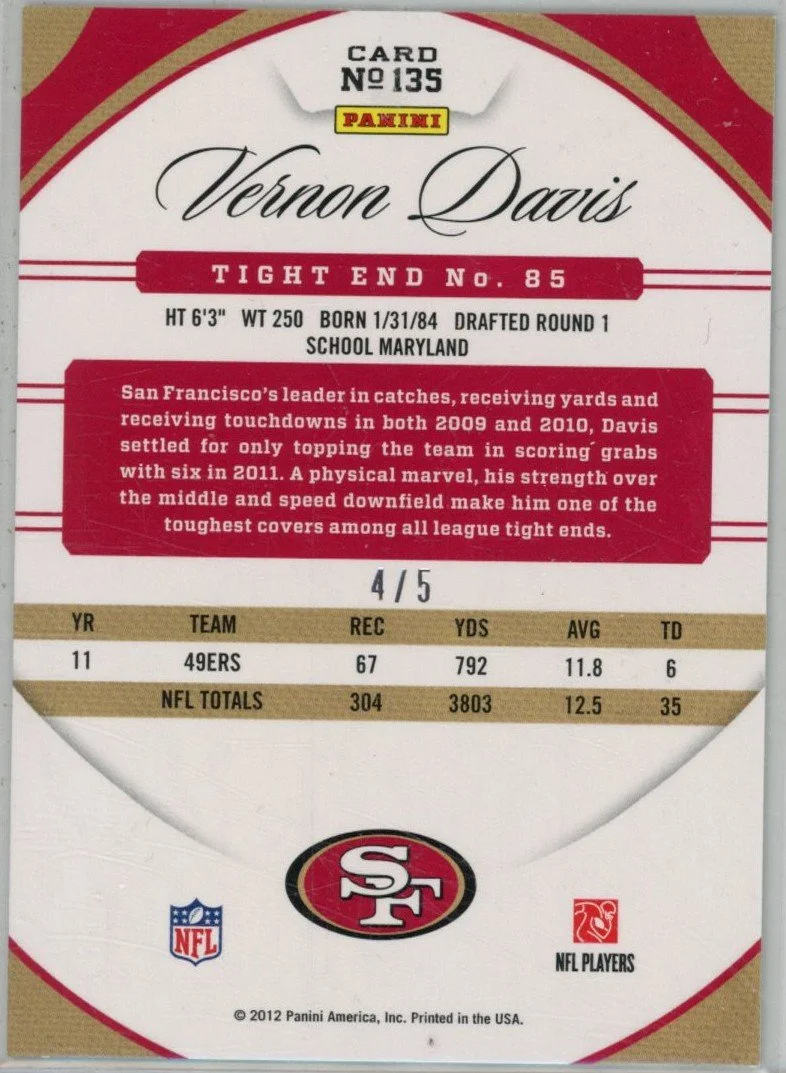 CARD
No 135
PANINI
Vernon Davis
TIGHT END No. 85
HT 6'3" WT 250 BORN 1/31/84 DRAFTED ROUND 1
SCHOOL MARYLAND
San Francisco's leader in catches, receiving yards and
receiving touchdowns in both 2009 and 2010, Davis
settled for only topping the team in scoring grabs
with six in 2011. A physical marvel, his strength over
the middle and speed downfield make him one of the
toughest covers among all league tight ends.
4/5
YR TEAM REC YDS AVG TD
11 49ERS 67 792 11.8 6
NFL TOTALS 304 3803 12.5 35
SF
NFL
NFL PLAYERS
© 2012 Panini America, Inc. Printed in the USA.